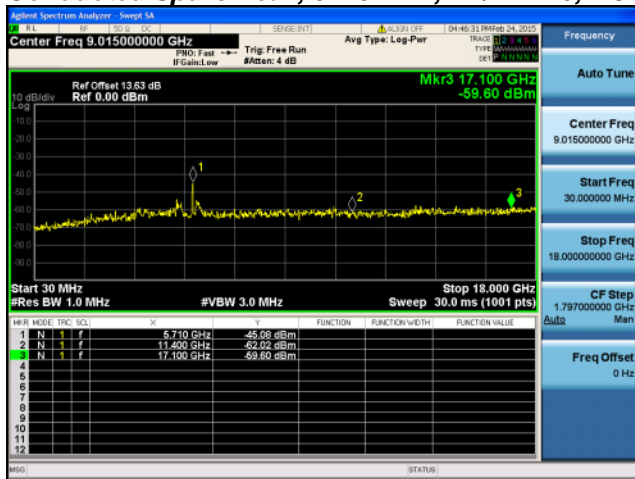 Agilent Spectrum Analyzer - Swept SA
RL RF 50 Ω DC SENSE:INT ALIGN OFF 04:46:31 PM Feb 24, 2015
Center Freq 9.015000000 GHz
PNO: Fast
IFGain:Low
Trig: Free Run
#Atten: 4 dB
Avg Type: Log-Pwr
TRACE 1 2 3 4 5 6
TYPE
DET P N N N N N
Ref Offset 13.63 dB
10 dB/div Ref 0.00 dBm
Log
Mkr3 17.100 GHz
-59.60 dBm
-10.0
-20.0
-30.0
-40.0
-50.0
-60.0
-70.0
-80.0
-90.0
1
2
3
Start 30 MHz Stop 18.000 GHz
#Res BW 1.0 MHz #VBW 3.0 MHz Sweep 30.0 ms (1001 pts)
MKR MODE TRC SCL X Y FUNCTION FUNCTION WIDTH FUNCTION VALUE
1 N 1 f 5.710 GHz -45.08 dBm
2 N 1 f 11.400 GHz -62.02 dBm
3 N 1 f 17.100 GHz -59.60 dBm
4
5
6
7
8
9
10
11
12
MSG STATUS
Frequency
Auto Tune
Center Freq
9.015000000 GHz
Start Freq
30.000000 MHz
Stop Freq
18.000000000 GHz
CF Step
1.797000000 GHz
Auto Man
Freq Offset
0 Hz